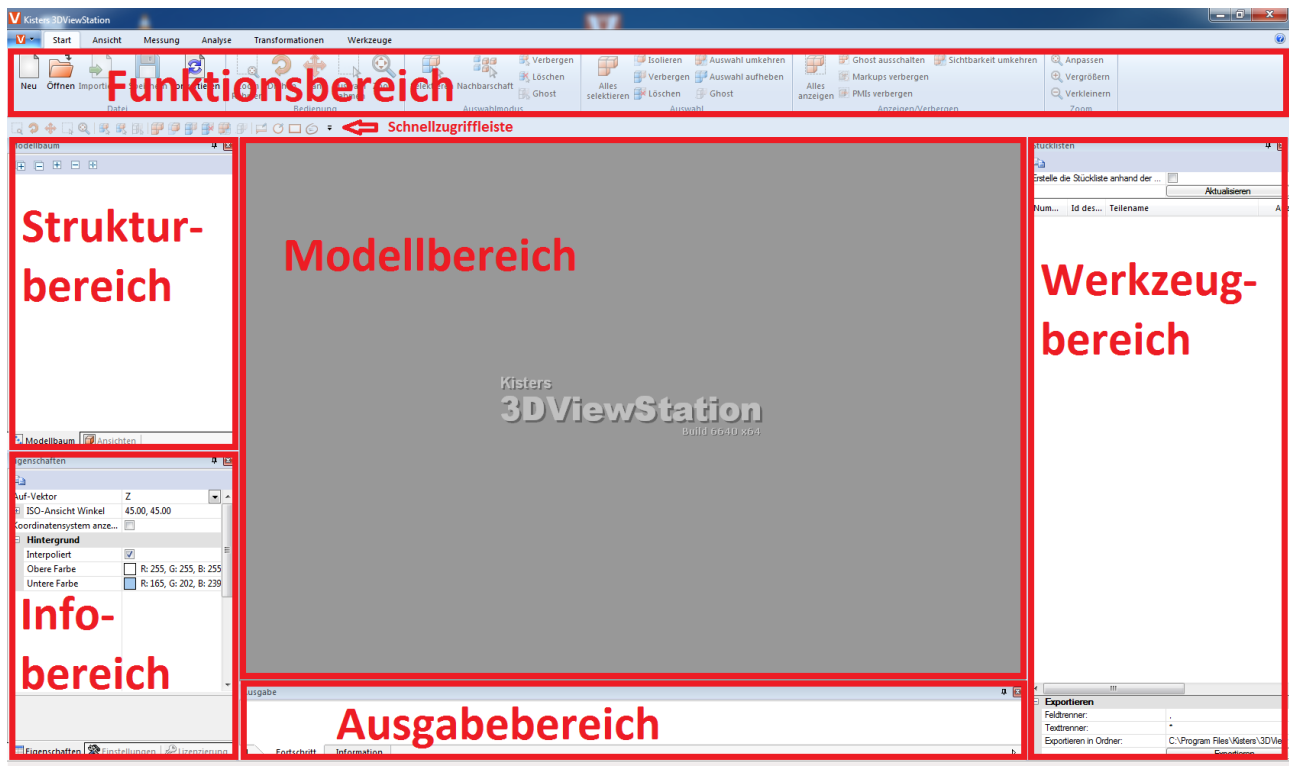 Kisters 3DViewStation
Start Ansicht Messung Analyse Transformationen Werkzeuge
Funktionsbereich
Neu Öffnen
Datei
Bedienung
Nachbarschaft
Verbergen
Löschen
Ghost
Auswahlmodus
Alles selektieren
Isolieren
Verbergen
Löschen
Auswahl umkehren
Auswahl aufheben
Ghost
Auswahl
Alles anzeigen
Ghost ausschalten
Markups verbergen
PMIs verbergen
Sichtbarkeit umkehren
Anzeigen/Verbergen
Anpassen
Vergrößern
Verkleinern
Zoom
Schnellzugriffleiste
Modellbaum
Struktur-
bereich
Modellbaum Ansichten
Eigenschaften
Auf-Vektor Z
ISO-Ansicht Winkel 45.00, 45.00
Koordinatensystem anze...
Hintergrund
Interpoliert
Obere Farbe R: 255, G: 255, B: 255
Untere Farbe R: 165, G: 202, B: 239
Info-
bereich
Eigenschaften Einstellungen Lizenzierung
Modellbereich
Kisters
3DViewStation
Build 6640 x64
Ausgabe
Ausgabebereich
Fortschritt Information
Stücklisten
Erstelle die Stückliste anhand der ...
Aktualisieren
Num... Id des... Teilename
Werkzeug-
bereich
Exportieren
Feldtrenner: ,
Texttrenner: "
Exportieren in Ordner: C:\Program Files\Kisters\3DVie
Exportieren